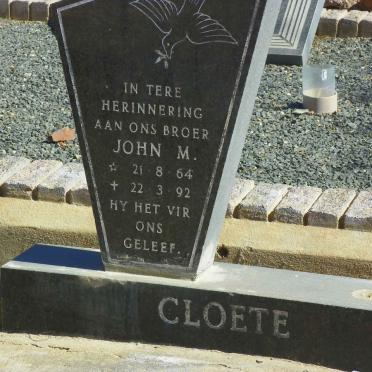 IN TERE
HERINNERING
AAN ONS BROER
JOHN M.
☆ 21 - 8 - 64
✝ 22 - 3 - 92
HY HET VIR
ONS
GELEEF.
CLOETE